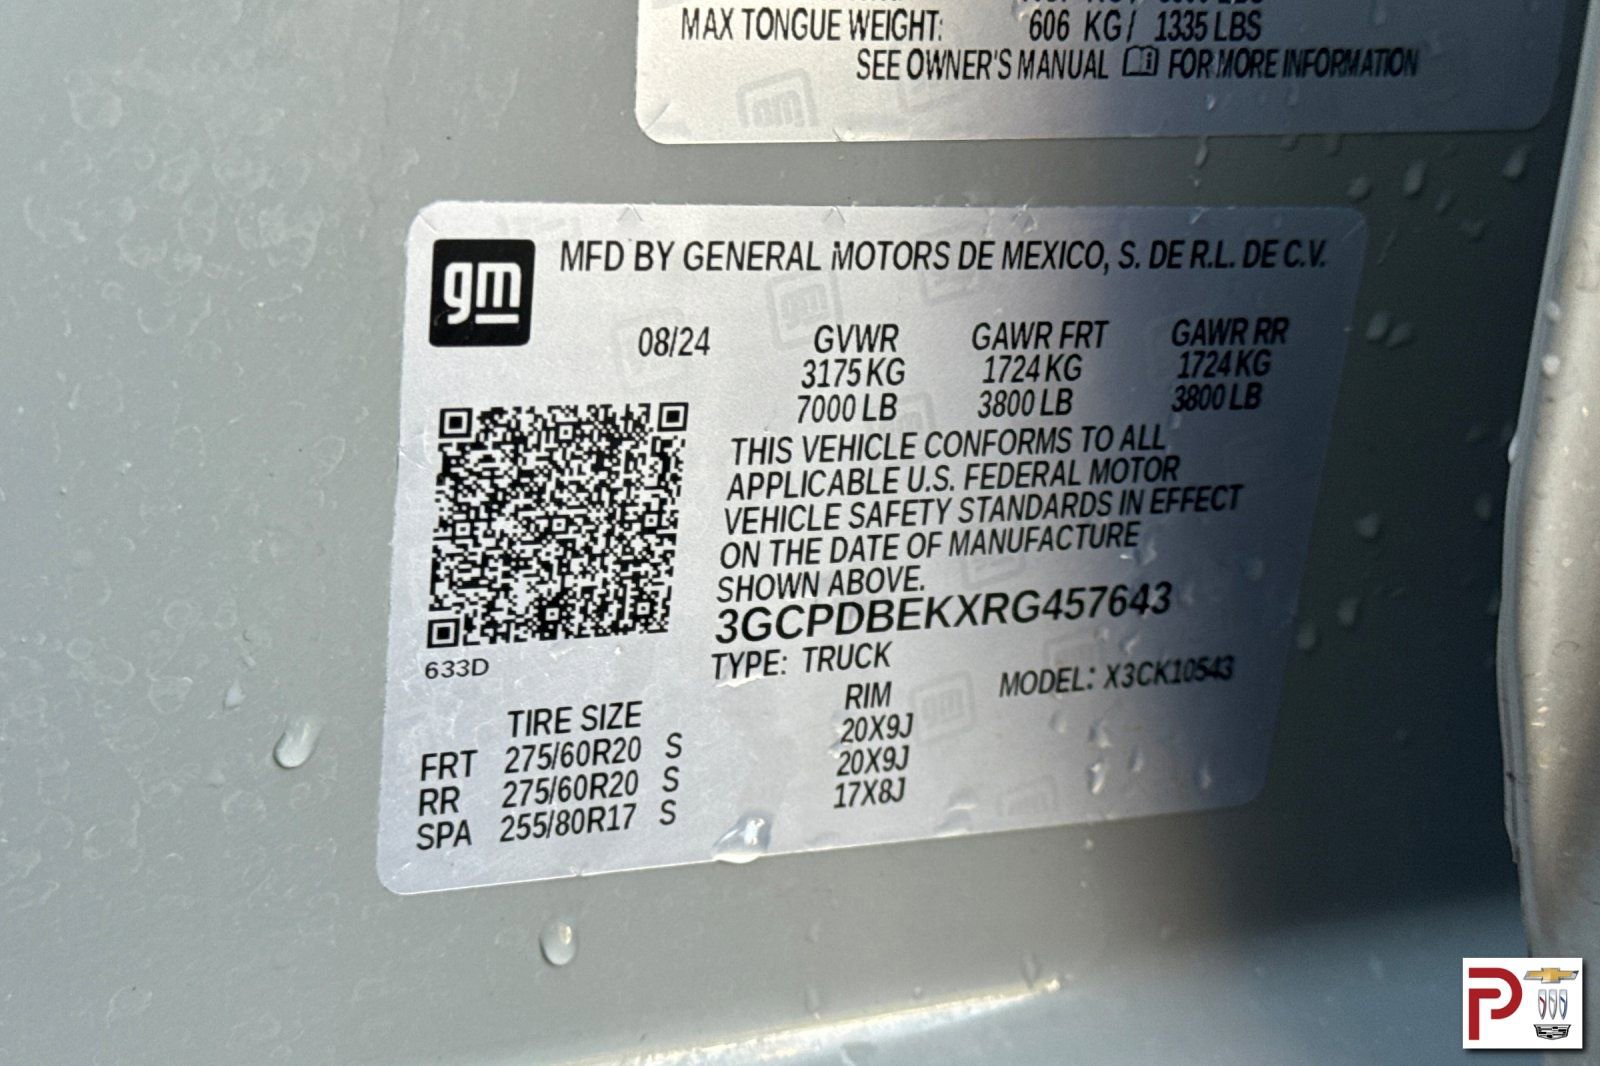 MAX TONGUE WEIGHT: 606 KG/ 1335 LBS
SEE OWNER'S MANUAL FOR MORE INFORMATION
gm
MFD BY GENERAL MOTORS DE MEXICO, S. DE R.L. DE C.V.
08/24 GVWR GAWR FRT GAWR RR
3175 KG 1724 KG 1724 KG
7000 LB 3800 LB 3800 LB
THIS VEHICLE CONFORMS TO ALL
APPLICABLE U.S. FEDERAL MOTOR
VEHICLE SAFETY STANDARDS IN EFFECT
ON THE DATE OF MANUFACTURE
SHOWN ABOVE.
3GCPDBEKXRG457643
633D
TYPE: TRUCK MODEL: X3CK10543
TIRE SIZE RIM
FRT 275/60R20 S 20X9J
RR 275/60R20 S 20X9J
SPA 255/80R17 S 17X8J
P